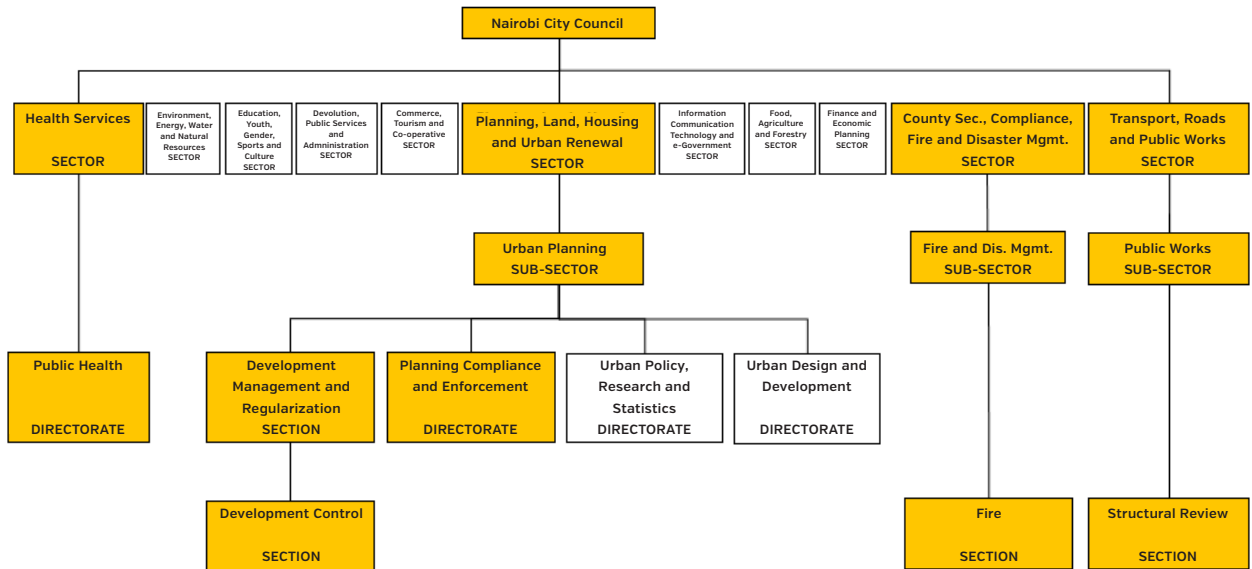 Nairobi City Council
Health Services
SECTOR
Environment,
Energy, Water
and Natural
Resources
SECTOR
Education,
Youth,
Gender,
Sports and
Culture
SECTOR
Devolution,
Public Services
and
Admninistration
SECTOR
Commerce,
Tourism and
Co-operative
SECTOR
Planning, Land, Housing
and Urban Renewal
SECTOR
Information
Communication
Technology and
e-Government
SECTOR
Food,
Agriculture
and Forestry
SECTOR
Finance and
Economic
Planning
SECTOR
County Sec., Compliance,
Fire and Disaster Mgmt.
SECTOR
Transport, Roads
and Public Works
SECTOR
Urban Planning
SUB-SECTOR
Fire and Dis. Mgmt.
SUB-SECTOR
Public Works
SUB-SECTOR
Public Health
DIRECTORATE
Development
Management and
Regularization
SECTION
Planning Compliance
and Enforcement
DIRECTORATE
Urban Policy,
Research and
Statistics
DIRECTORATE
Urban Design and
Development
DIRECTORATE
Development Control
SECTION
Fire
SECTION
Structural Review
SECTION